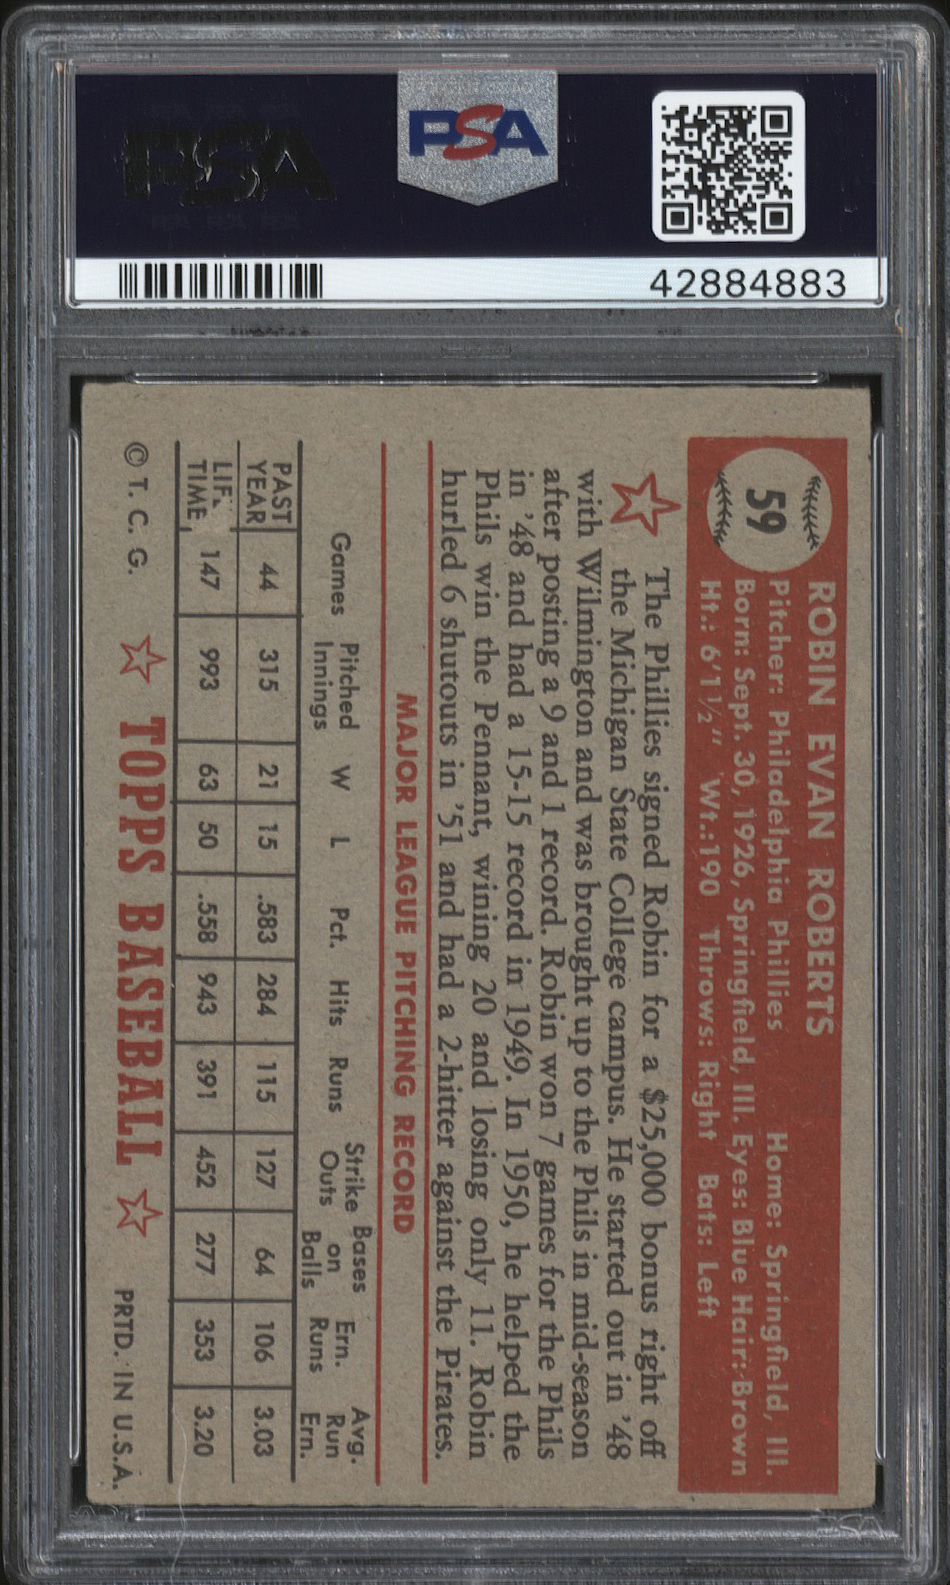 PSA
PSA
42884883
59
ROBIN EVAN ROBERTS
Pitcher: Philadelphia Phillies Home: Springfield, Ill.
Born: Sept. 30, 1926, Springfield, Ill. Eyes: Blue Hair: Brown
Ht.: 6'1½" Wt.: 190 Throws: Right Bats: Left
The Phillies signed Robin for a $25,000 bonus right off
the Michigan State College campus. He started out in '48
with Wilmington and was brought up to the Phils in mid-season
after posting a 9 and 1 record. Robin won 7 games for the Phils
in '48 and had a 15-15 record in 1949. In 1950, he helped the
Phils win the Pennant, wining 20 and losing only 11. Robin
hurled 6 shutouts in '51 and had a 2-hitter against the Pirates.
MAJOR LEAGUE PITCHING RECORD
Games Pitched Innings W L Pct. Hits Runs Strike Outs Bases on Balls Ern. Runs Avg. Run Ern.
PAST YEAR 44 315 21 15 .583 284 115 127 64 106 3.03
LIFE TIME 147 993 63 50 .558 943 391 452 277 353 3.20
© T. C. G. TOPPS BASEBALL PRTD. IN U.S.A.